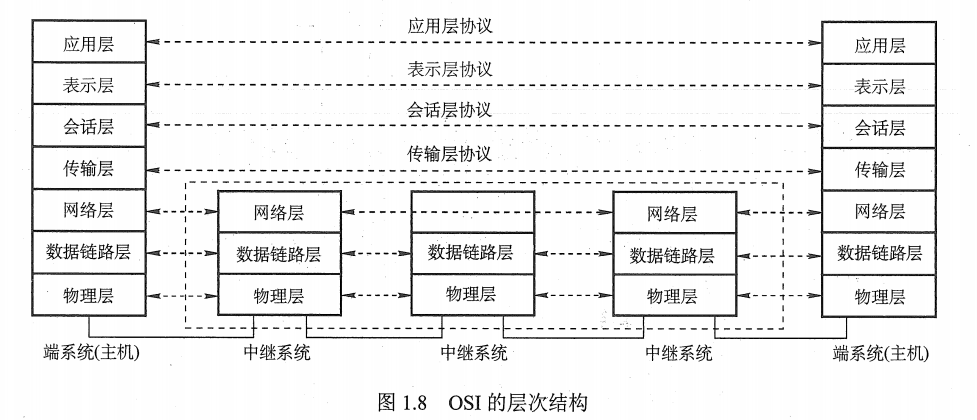 应用层协议
应用层
应用层
表示层协议
表示层
表示层
会话层协议
会话层
会话层
传输层协议
传输层
传输层
网络层
网络层
网络层
网络层
数据链路层
数据链路层
数据链路层
数据链路层
数据链路层
物理层
物理层
物理层
物理层
物理层
端系统(主机)
中继系统
中继系统
中继系统
端系统(主机)
图 1.8 OSI 的层次结构